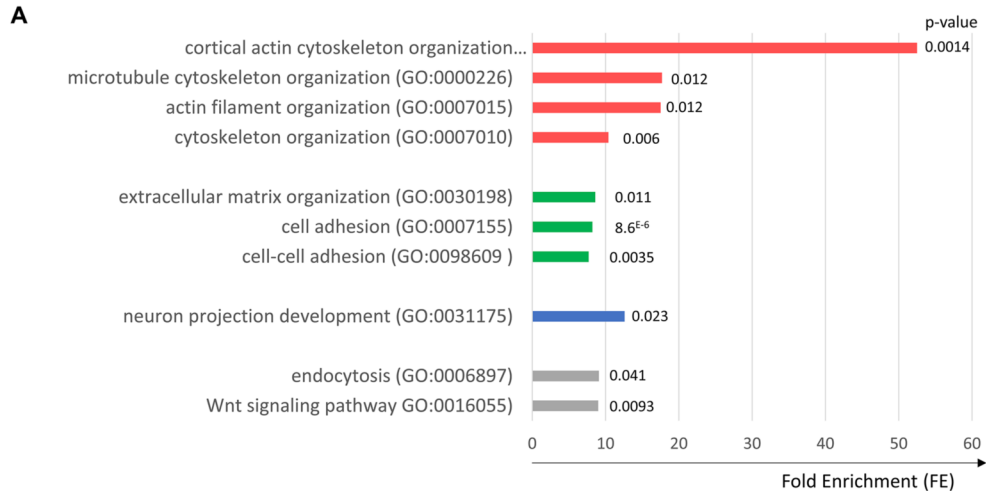 A
p-value
cortical actin cytoskeleton organization... 0.0014
microtubule cytoskeleton organization (GO:0000226) 0.012
actin filament organization (GO:0007015) 0.012
cytoskeleton organization (GO:0007010) 0.006
extracellular matrix organization (GO:0030198) 0.011
cell adhesion (GO:0007155) 8.6E-6
cell-cell adhesion (GO:0098609 ) 0.0035
neuron projection development (GO:0031175) 0.023
endocytosis (GO:0006897) 0.041
Wnt signaling pathway GO:0016055) 0.0093
0 10 20 30 40 50 60
Fold Enrichment (FE)